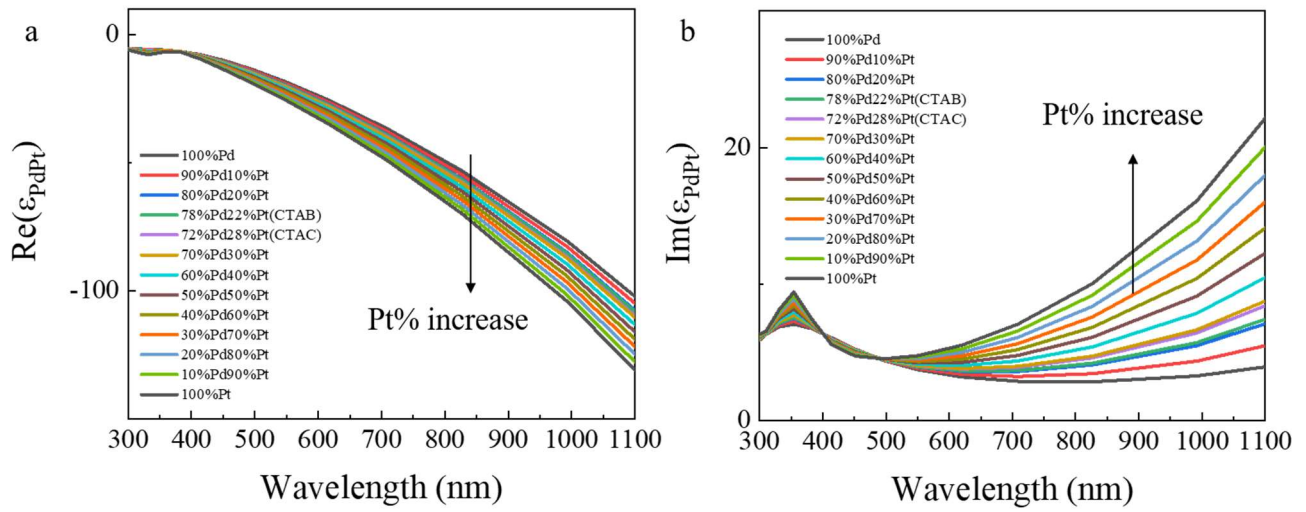 a
0
-100
Re(εPdPt)
100%Pd
90%Pd10%Pt
80%Pd20%Pt
78%Pd22%Pt(CTAB)
72%Pd28%Pt(CTAC)
70%Pd30%Pt
60%Pd40%Pt
50%Pd50%Pt
40%Pd60%Pt
30%Pd70%Pt
20%Pd80%Pt
10%Pd90%Pt
100%Pt
Pt% increase
300 400 500 600 700 800 900 1000 1100
Wavelength (nm)
b
20
0
Im(εPdPt)
100%Pd
90%Pd10%Pt
80%Pd20%Pt
78%Pd22%Pt(CTAB)
72%Pd28%Pt(CTAC)
70%Pd30%Pt
60%Pd40%Pt
50%Pd50%Pt
40%Pd60%Pt
30%Pd70%Pt
20%Pd80%Pt
10%Pd90%Pt
100%Pt
Pt% increase
300 400 500 600 700 800 900 1000 1100
Wavelength (nm)